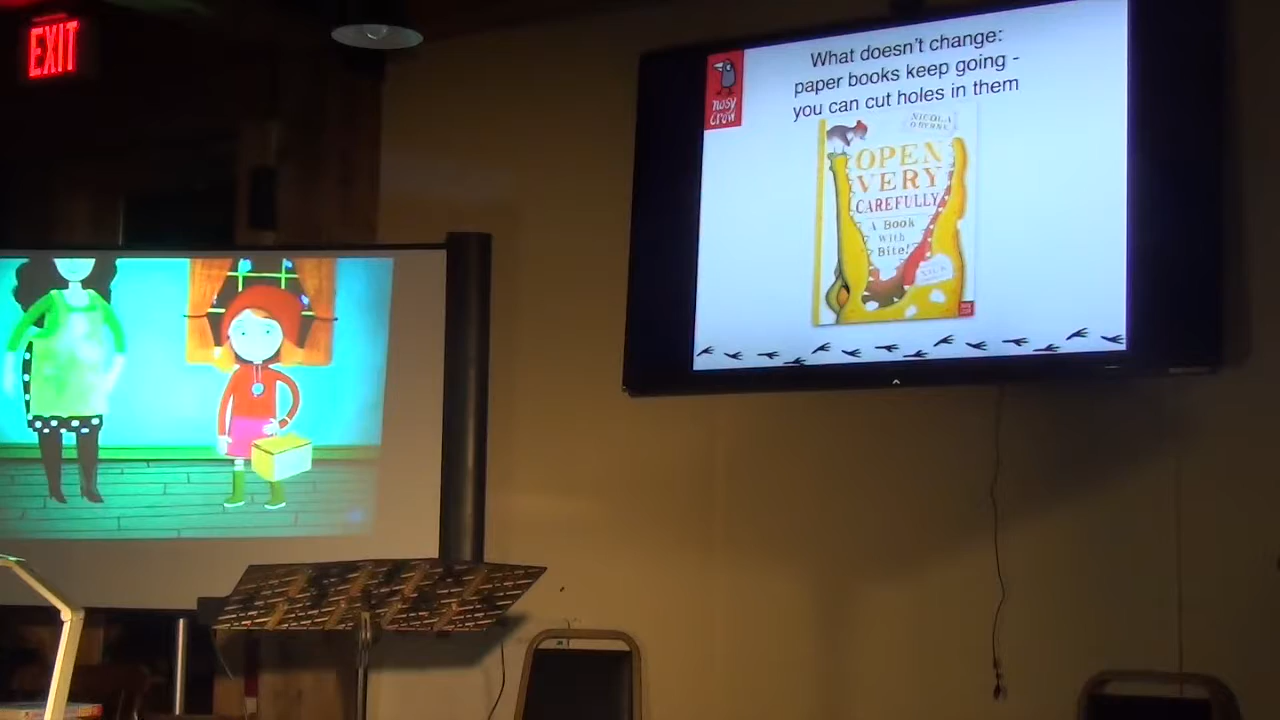 EXIT
What doesn't change:
paper books keep going -
you can cut holes in them
nosy
crow
NICOLA
O'BYRNE
OPEN
VERY
CAREFULLY
A Book
With
Bite!
NICK